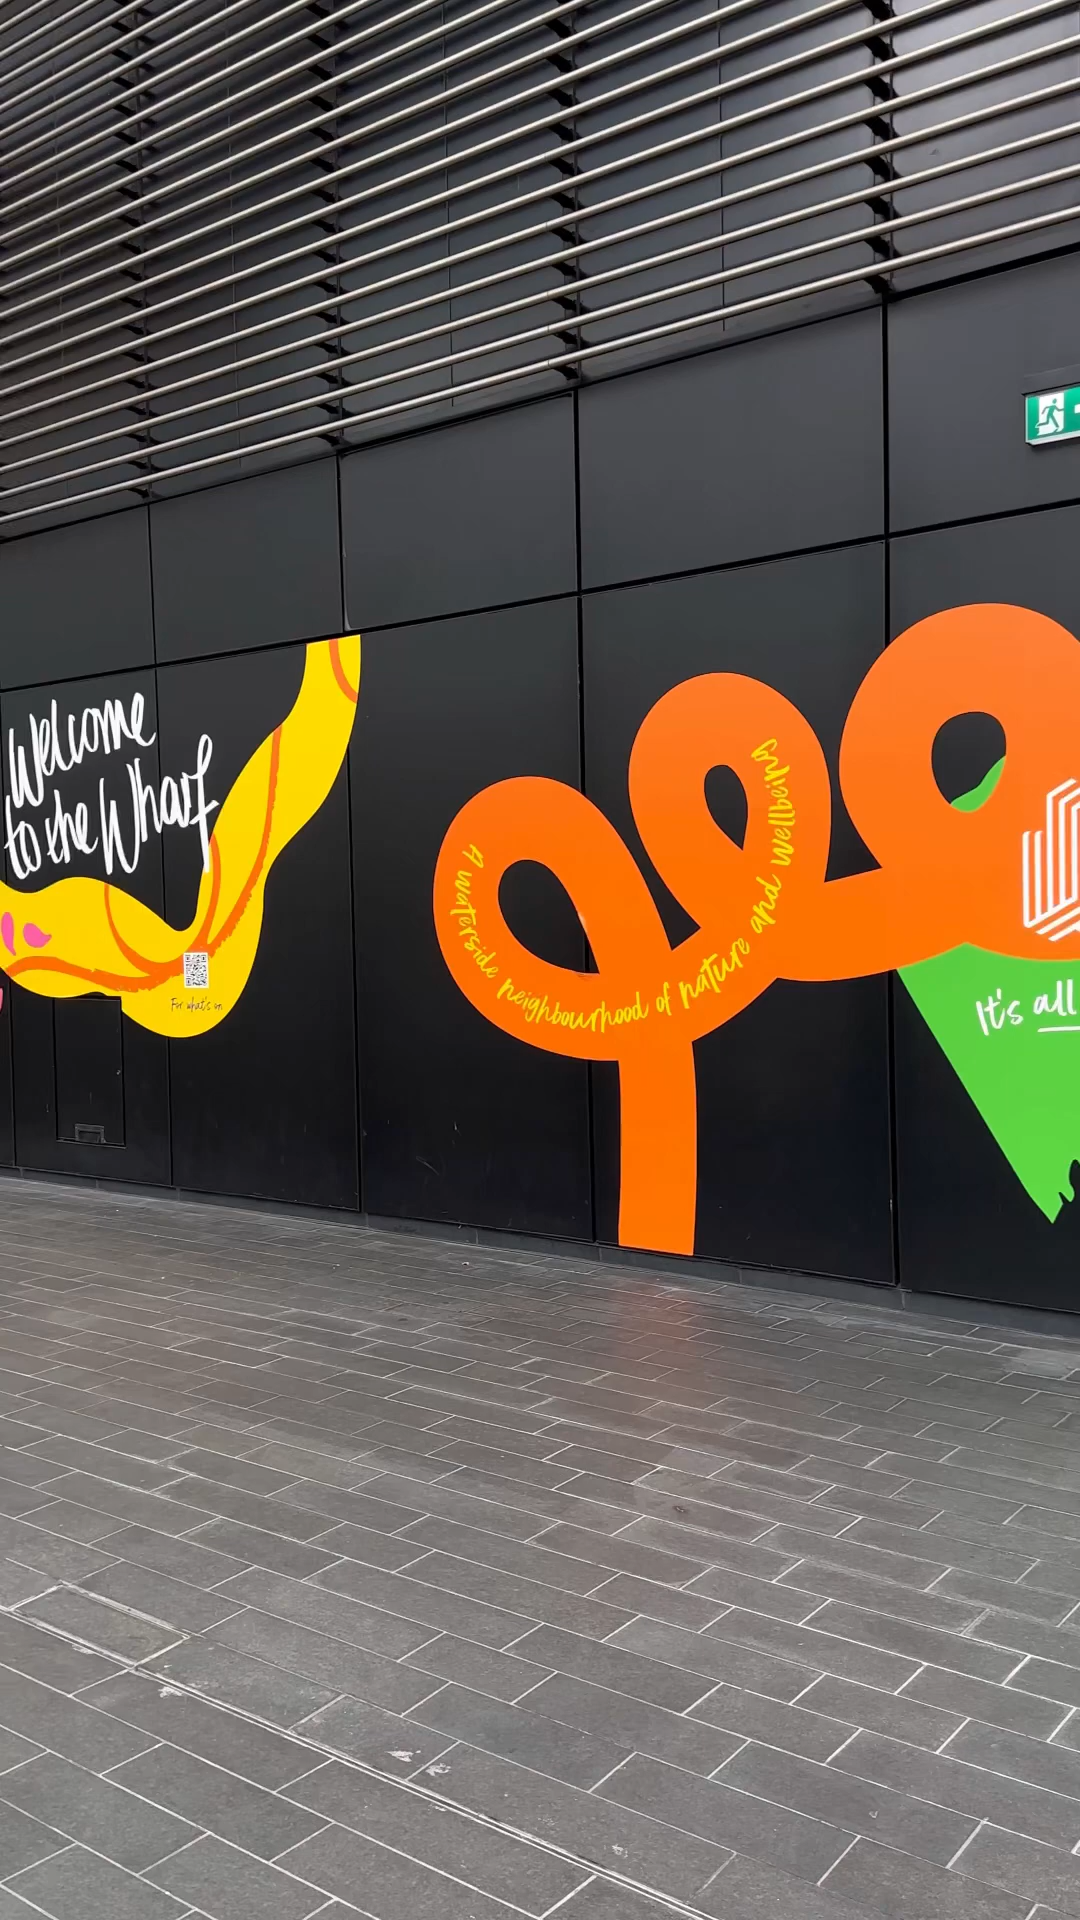 Welcome
to the Wharf
For what's on
A waterside neighbourhood of nature and wellbeing
It's all